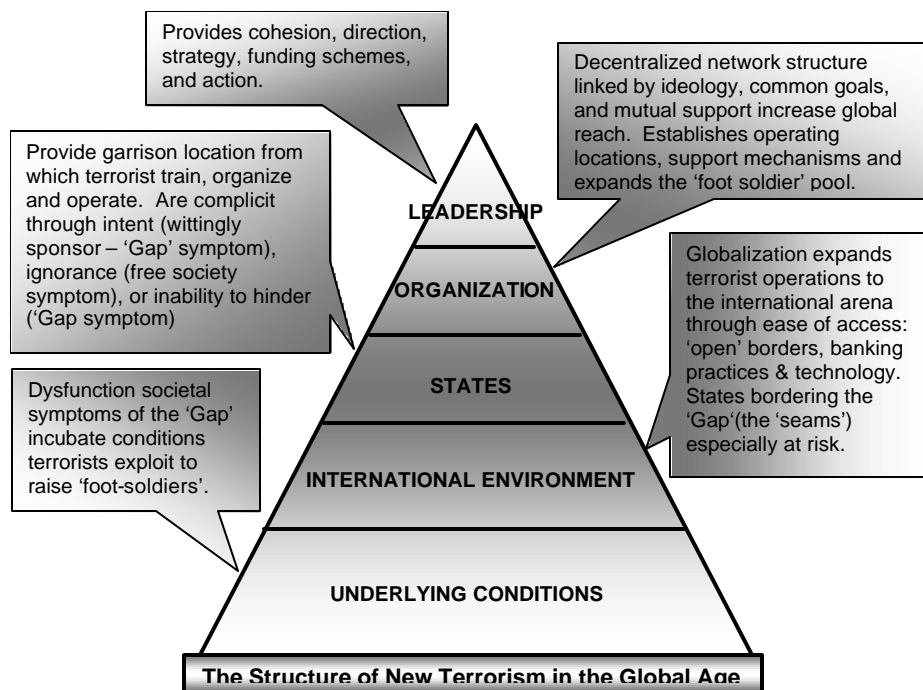 Provides cohesion, direction,
strategy, funding schemes,
and action.
Decentralized network structure
linked by ideology, common goals,
and mutual support increase global
reach.  Establishes operating
locations, support mechanisms and
expands the ‘foot soldier’ pool.
Provide garrison location from
which terrorist train, organize
and operate.  Are complicit
through intent (wittingly
sponsor – ‘Gap’ symptom),
ignorance (free society
symptom), or inability to hinder
(‘Gap symptom)
Globalization expands
terrorist operations to
the international arena
through ease of access:
‘open’ borders, banking
practices & technology.
States bordering the
‘Gap‘(the ‘seams’)
especially at risk.
Dysfunction societal
symptoms of the ‘Gap’
incubate conditions
terrorists exploit to
raise ‘foot-soldiers’.
LEADERSHIP
ORGANIZATION
STATES
INTERNATIONAL ENVIRONMENT
UNDERLYING CONDITIONS
The Structure of New Terrorism in the Global Age